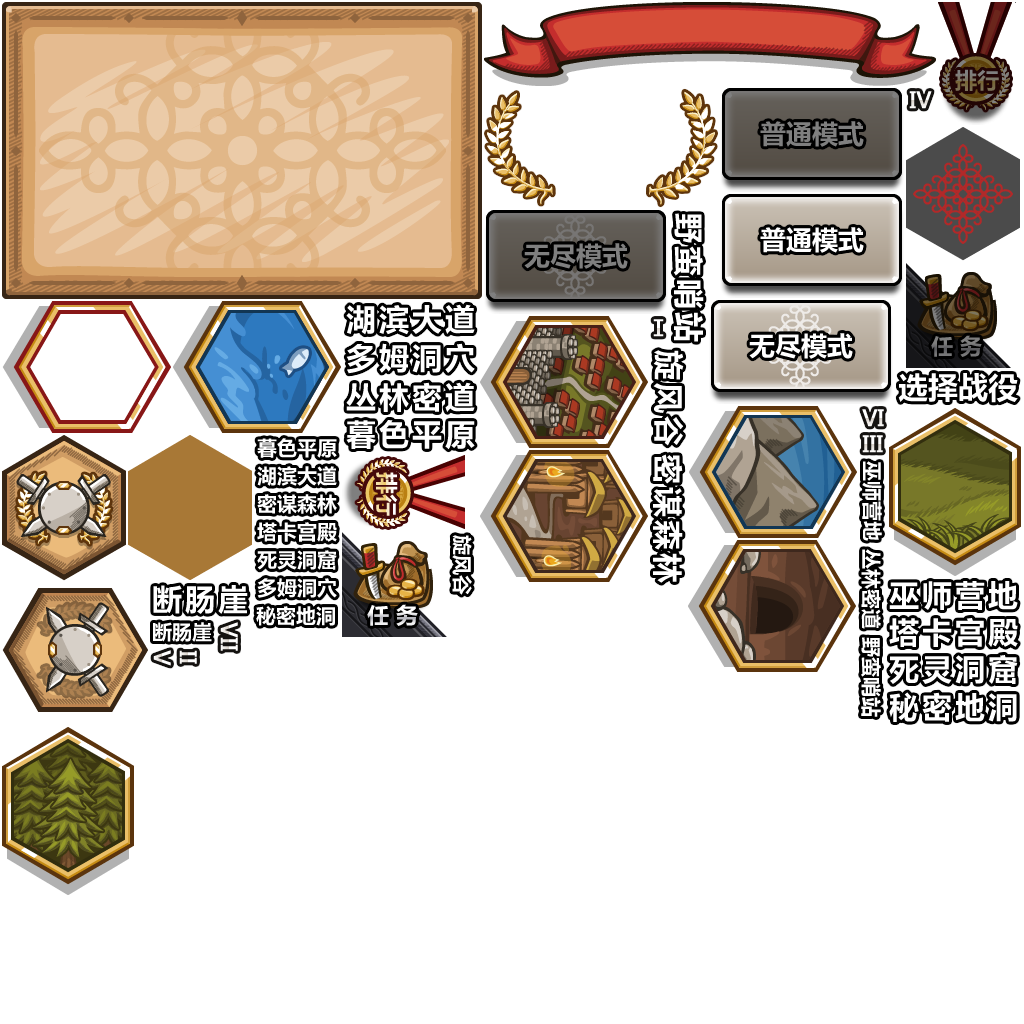 排行
IV
普通模式
普通模式
无尽模式
无尽模式
野蛮哨站
I
旋风谷
密谋森林
任务
选择战役
湖滨大道
多姆洞穴
丛林密道
暮色平原
暮色平原
湖滨大道
密谋森林
塔卡宫殿
死灵洞窟
多姆洞穴
秘密地洞
排行
旋风谷
任务
断肠崖
断肠崖
VII
V
II
VI
III
巫师营地
丛林密道
野蛮哨站
巫师营地
塔卡宫殿
死灵洞窟
秘密地洞